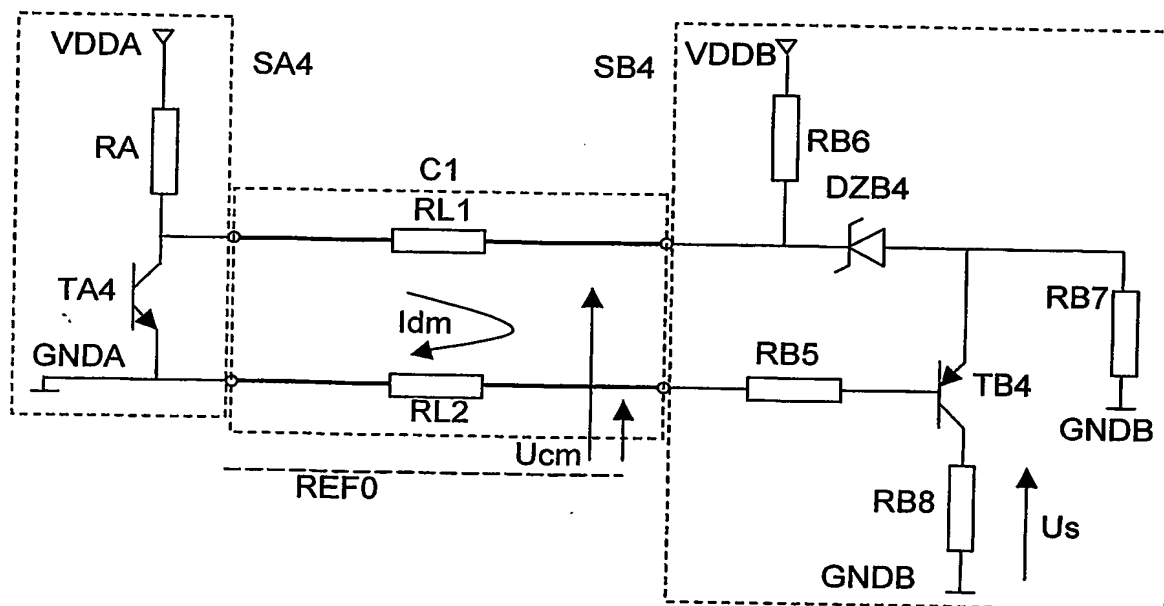 VDDA
SA4
SB4
VDDB
RA
RB6
C1
DZB4
RL1
TA4
RB7
Idm
GNDA
RB5
TB4
RL2
GNDB
Ucm
REF0
RB8
Us
GNDB